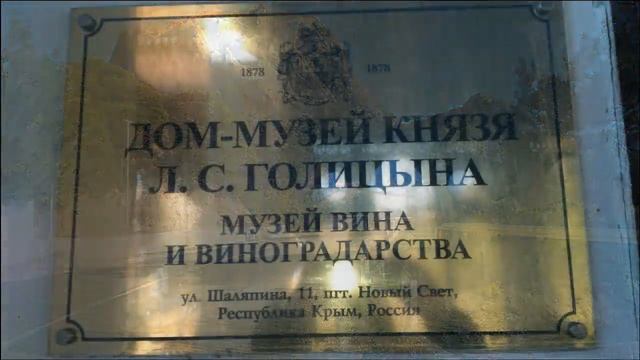 1878 1878
ДОМ-МУЗЕЙ КНЯЗЯ
Л. С. ГОЛИЦЫНА
МУЗЕЙ ВИНА
И ВИНОГРАДАРСТВА
ул. Шаляпина, 11, пгт. Новый Свет,
Республика Крым, Россия